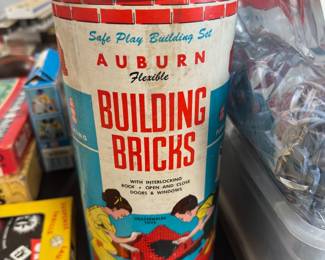 Safe Play Building Set
AUBURN
Flexible
BUILDING
BRICKS
WITH INTERLOCKING
ROOF • OPEN AND CLOSE
DOORS & WINDOWS